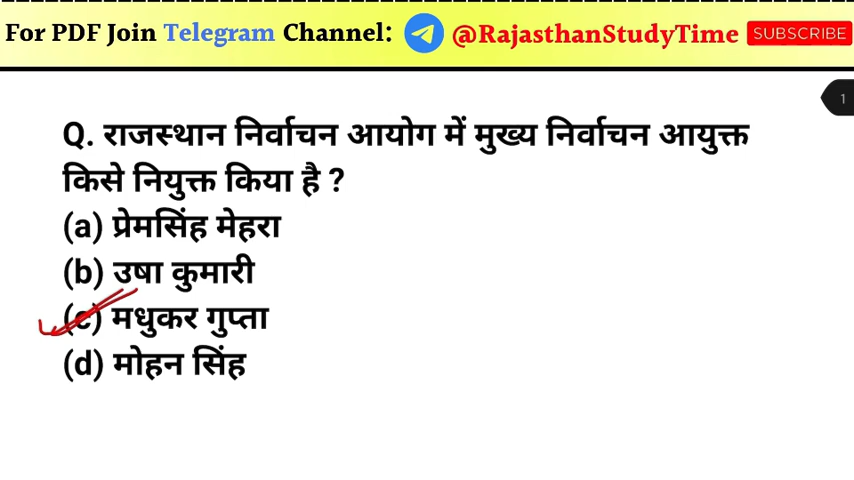 For PDF Join Telegram Channel: @RajasthanStudyTime SUBSCRIBE
1
Q. राजस्थान निर्वाचन आयोग में मुख्य निर्वाचन आयुक्त
किसे नियुक्त किया है ?
(a) प्रेमसिंह मेहरा
(b) उषा कुमारी
(c) मधुकर गुप्ता
(d) मोहन सिंह